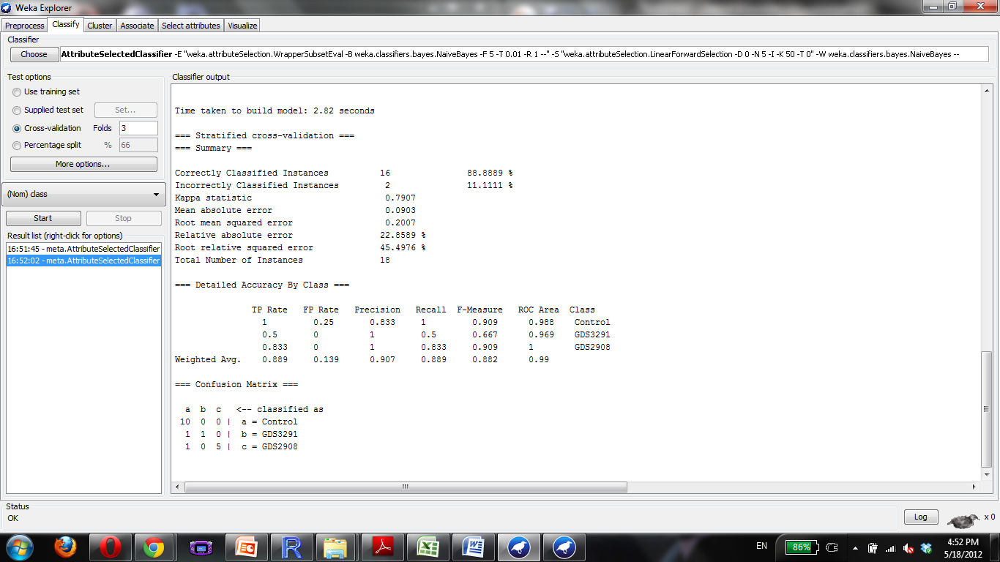 Weka Explorer
Preprocess Classify Cluster Associate Select attributes Visualize
Classifier
Choose AttributeSelectedClassifier -E "weka.attributeSelection.WrapperSubsetEval -B weka.classifiers.bayes.NaiveBayes -F 5 -T 0.01 -R 1 --" -S "weka.attributeSelection.LinearForwardSelection -D 0 -N 5 -I -K 50 -T 0" -W weka.classifiers.bayes.NaiveBayes --
Test options
Use training set
Supplied test set Set...
Cross-validation Folds 3
Percentage split % 66
More options...
(Nom) class
Start Stop
Result list (right-click for options)
16:51:45 - meta.AttributeSelectedClassifier
16:52:02 - meta.AttributeSelectedClassifier
Classifier output
Time taken to build model: 2.82 seconds
=== Stratified cross-validation ===
=== Summary ===
Correctly Classified Instances 16 88.8889 %
Incorrectly Classified Instances 2 11.1111 %
Kappa statistic 0.7907
Mean absolute error 0.0903
Root mean squared error 0.2007
Relative absolute error 22.8589 %
Root relative squared error 45.4976 %
Total Number of Instances 18
=== Detailed Accuracy By Class ===
TP Rate FP Rate Precision Recall F-Measure ROC Area Class
1 0.25 0.833 1 0.909 0.988 Control
0.5 0 1 0.5 0.667 0.969 GDS3291
0.833 0 1 0.833 0.909 1 GDS2908
Weighted Avg. 0.889 0.139 0.907 0.889 0.882 0.99
=== Confusion Matrix ===
a b c <-- classified as
10 0 0 | a = Control
1 1 0 | b = GDS3291
1 0 5 | c = GDS2908
Status
OK
Log x 0
EN 86% 4:52 PM
5/18/2012